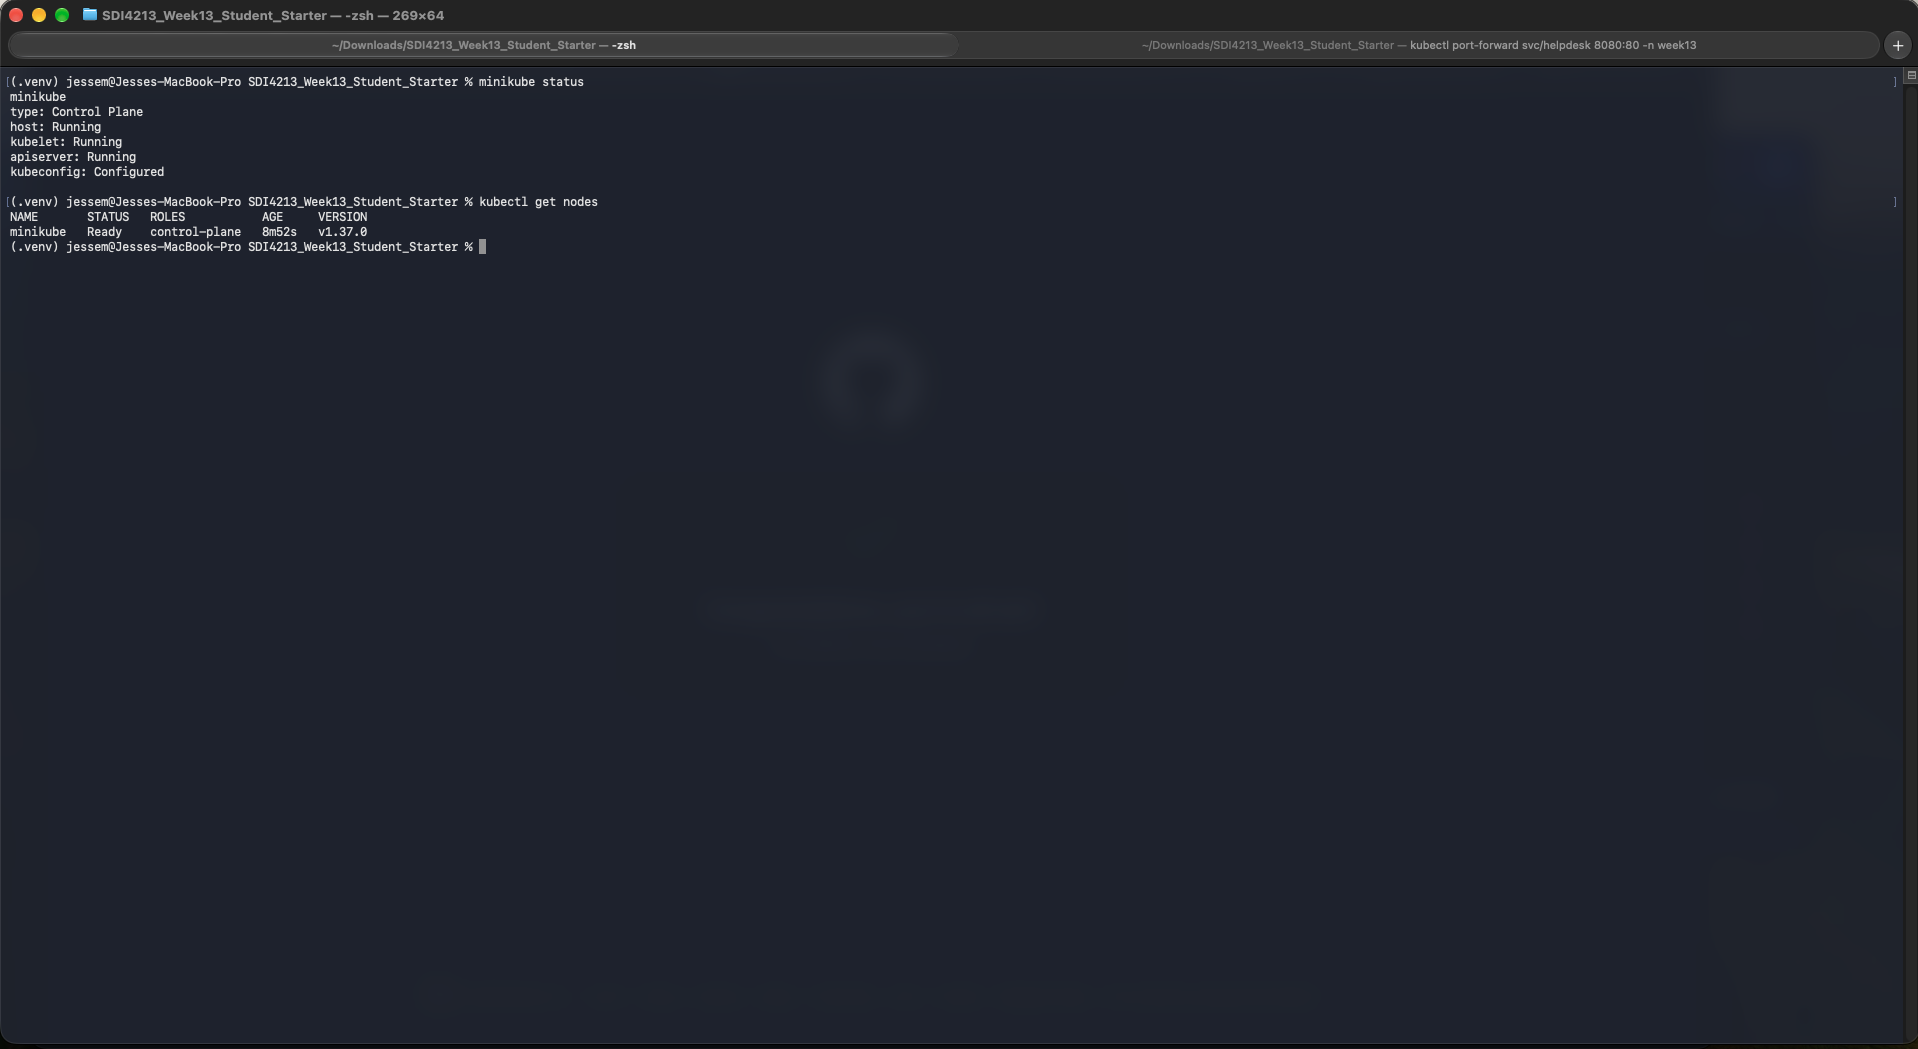 SDI4213_Week13_Student_Starter — -zsh — 269×64
~/Downloads/SDI4213_Week13_Student_Starter — -zsh
~/Downloads/SDI4213_Week13_Student_Starter — kubectl port-forward svc/helpdesk 8080:80 -n week13
[(.venv) jessem@Jesses-MacBook-Pro SDI4213_Week13_Student_Starter % minikube status ]
minikube
type: Control Plane
host: Running
kubelet: Running
apiserver: Running
kubeconfig: Configured
[(.venv) jessem@Jesses-MacBook-Pro SDI4213_Week13_Student_Starter % kubectl get nodes ]
NAME       STATUS   ROLES           AGE     VERSION
minikube   Ready    control-plane   8m52s   v1.37.0
(.venv) jessem@Jesses-MacBook-Pro SDI4213_Week13_Student_Starter %